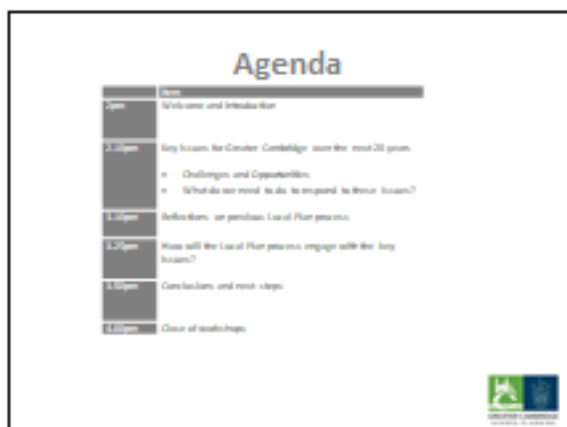 Agenda
Item
2pm
Welcome and Introduction
2.10pm
Key Issues for Greater Cambridge over the next 20 years
• Challenges and Opportunities
• What do we need to do to respond to these issues?
3.10pm
Reflections on previous Local Plan process
3.25pm
How will the Local Plan process engage with the key
issues?
3.50pm
Conclusions and next steps
4.00pm
Close of workshops
GREATER CAMBRIDGE